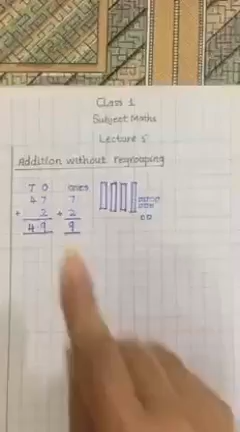 Class 1
Subject Maths
Lecture 5
Addition without regrouping
T O ones
4 7 7
+ 2 + 2
4 9 9